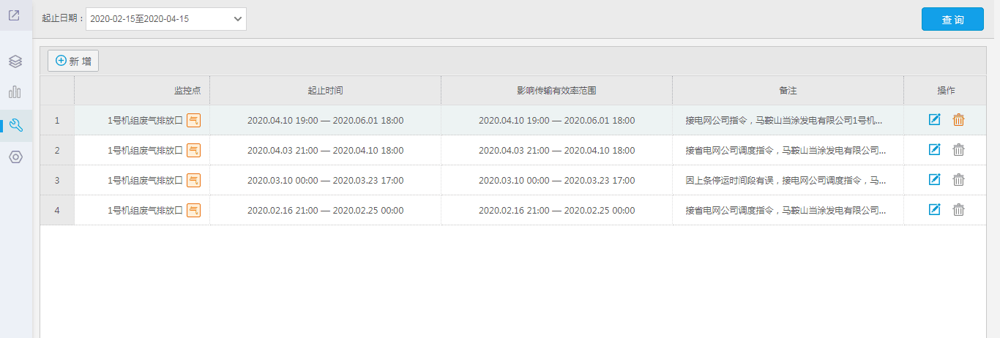 起止日期： 2020-02-15至2020-04-15 查 询
新 增
监控点 起止时间 影响传输有效率范围 备注 操作
1 1号机组废气排放口 气 2020.04.10 19:00 — 2020.06.01 18:00 2020.04.10 19:00 — 2020.06.01 18:00 接电网公司指令，马鞍山当涂发电有限公司1号机...
2 1号机组废气排放口 气 2020.04.03 21:00 — 2020.04.10 18:00 2020.04.03 21:00 — 2020.04.10 18:00 接省电网公司调度指令，马鞍山当涂发电有限公司...
3 1号机组废气排放口 气 2020.03.10 00:00 — 2020.03.23 17:00 2020.03.10 00:00 — 2020.03.23 17:00 因上条停运时间段有误，接电网公司调度指令，马...
4 1号机组废气排放口 气 2020.02.16 21:00 — 2020.02.25 00:00 2020.02.16 21:00 — 2020.02.25 00:00 接省电网公司调度指令，马鞍山当涂发电有限公司...